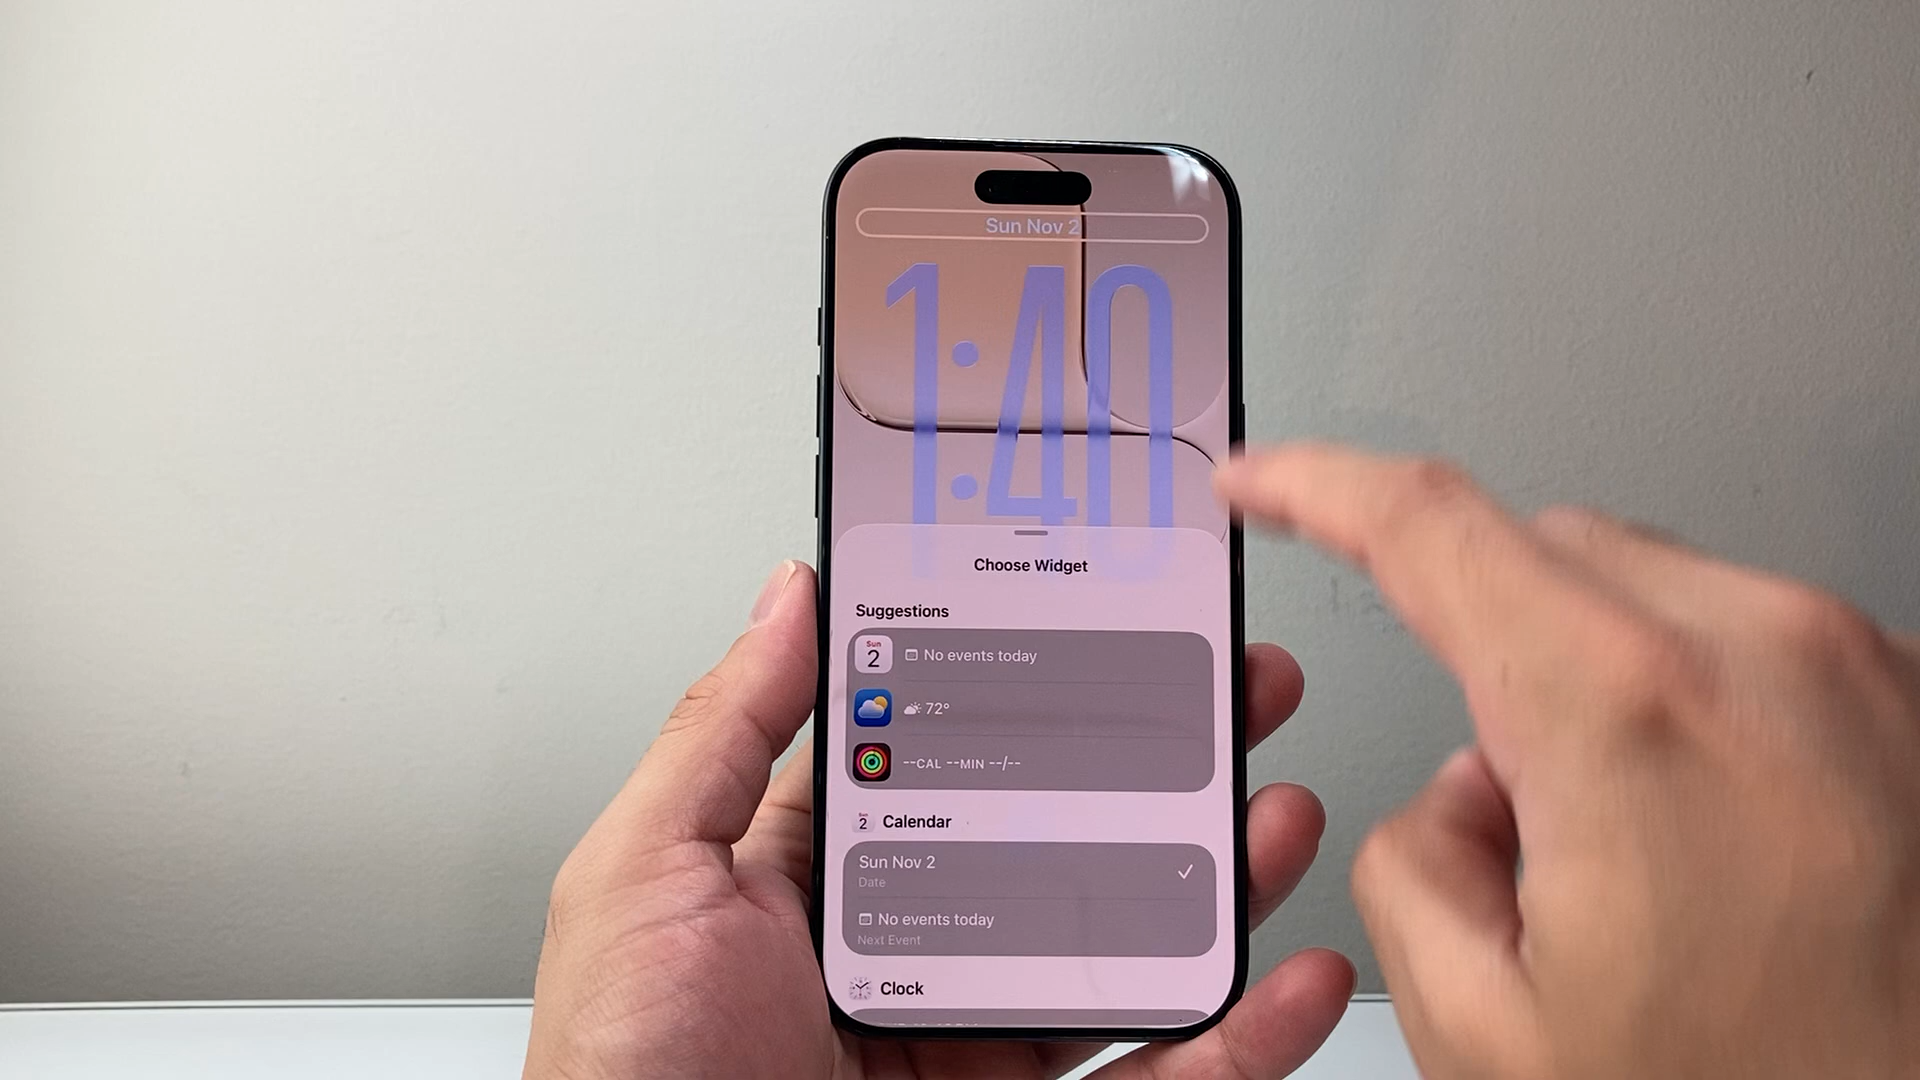 Sun Nov 2
1:40
Choose Widget
Suggestions
Sun
2
No events today
72°
--CAL --MIN --/--
2
Calendar
Sun Nov 2
Date
No events today
Next Event
Clock